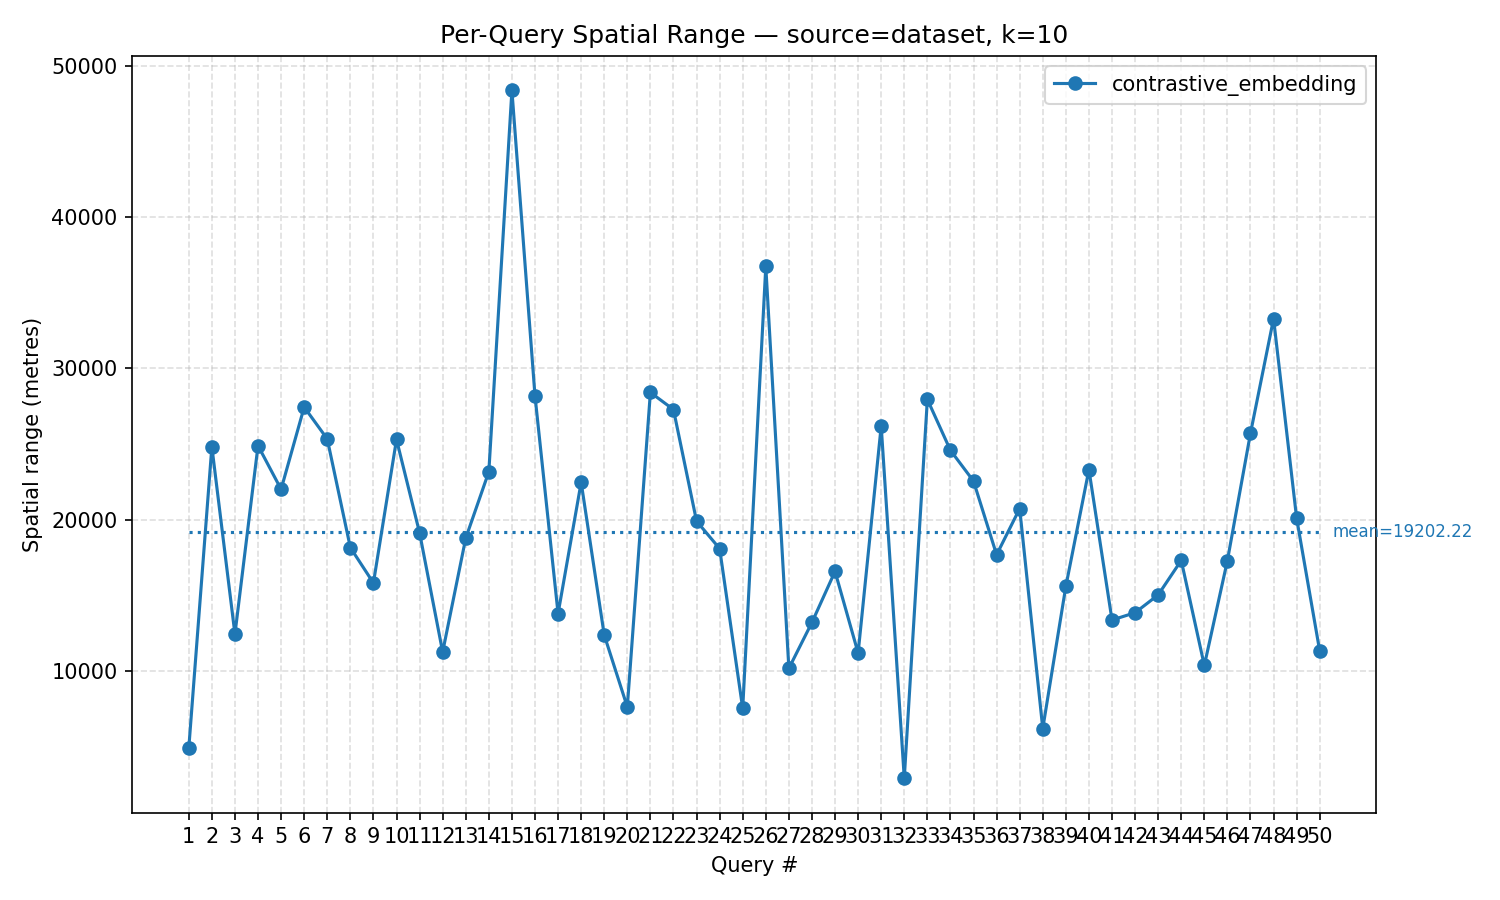 Per-Query Spatial Range — source=dataset, k=10
contrastive_embedding
50000
40000
30000
20000
10000
Spatial range (metres)
mean=19202.22
1 2 3 4 5 6 7 8 9 10 11 12 13 14 15 16 17 18 19 20 21 22 23 24 25 26 27 28 29 30 31 32 33 34 35 36 37 38 39 40 41 42 43 44 45 46 47 48 49 50
Query #